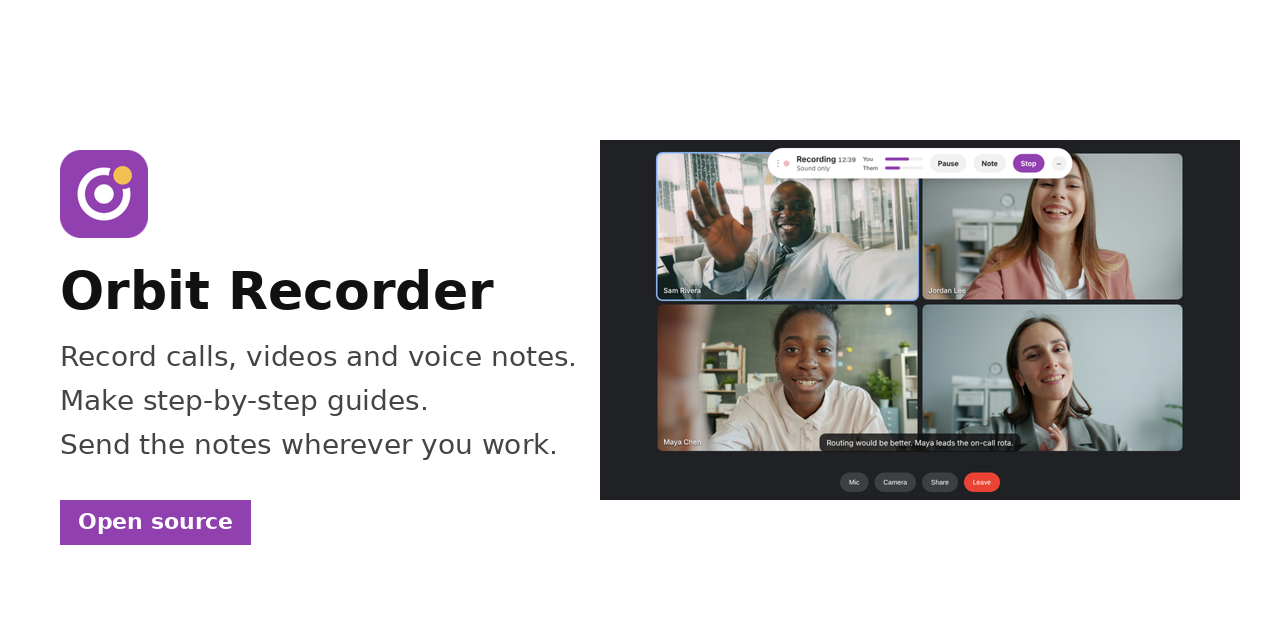 Orbit Recorder
Record calls, videos and voice notes.
Make step-by-step guides.
Send the notes wherever you work.
Open source
Recording 12:39
Sound only
You
Them
Pause
Note
Stop
Sam Rivera
Jordan Lee
Maya Chen
Routing would be better. Maya leads the on-call rota.
Mic
Camera
Share
Leave